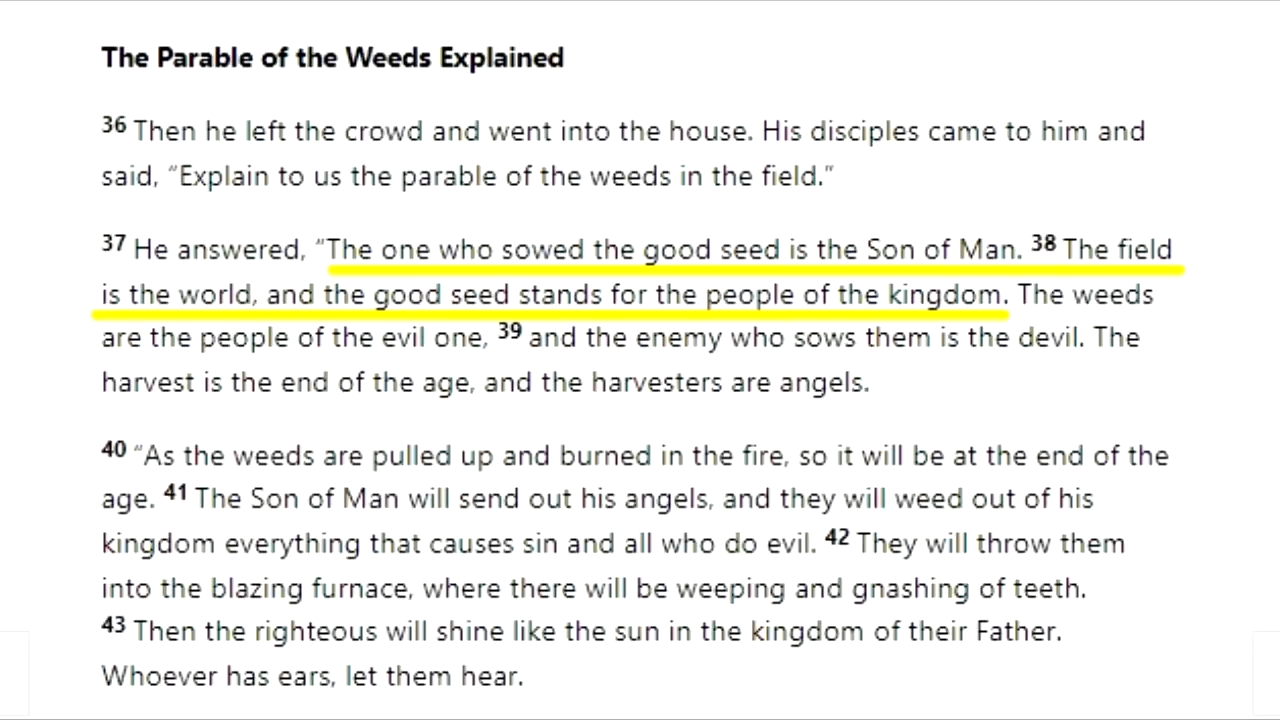 The Parable of the Weeds Explained
36 Then he left the crowd and went into the house. His disciples came to him and
said, “Explain to us the parable of the weeds in the field.”
37 He answered, “The one who sowed the good seed is the Son of Man. 38 The field
is the world, and the good seed stands for the people of the kingdom. The weeds
are the people of the evil one, 39 and the enemy who sows them is the devil. The
harvest is the end of the age, and the harvesters are angels.
40 “As the weeds are pulled up and burned in the fire, so it will be at the end of the
age. 41 The Son of Man will send out his angels, and they will weed out of his
kingdom everything that causes sin and all who do evil. 42 They will throw them
into the blazing furnace, where there will be weeping and gnashing of teeth.
43 Then the righteous will shine like the sun in the kingdom of their Father.
Whoever has ears, let them hear.